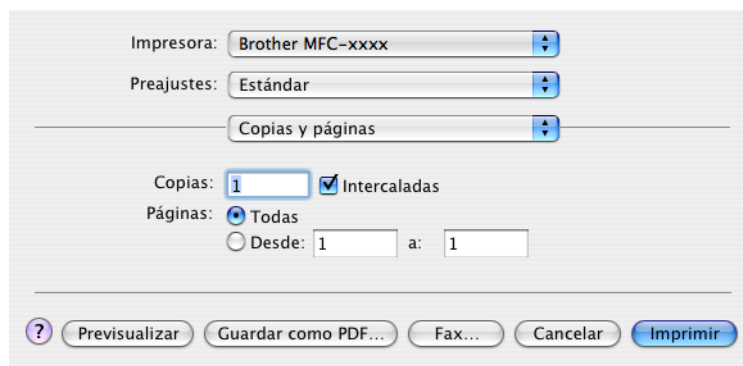 Impresora: Brother MFC-xxxx
Preajustes: Estándar
Copias y páginas
Copias: 1 Intercaladas
Páginas: Todas
Desde: 1 a: 1
? Previsualizar Guardar como PDF... Fax... Cancelar Imprimir